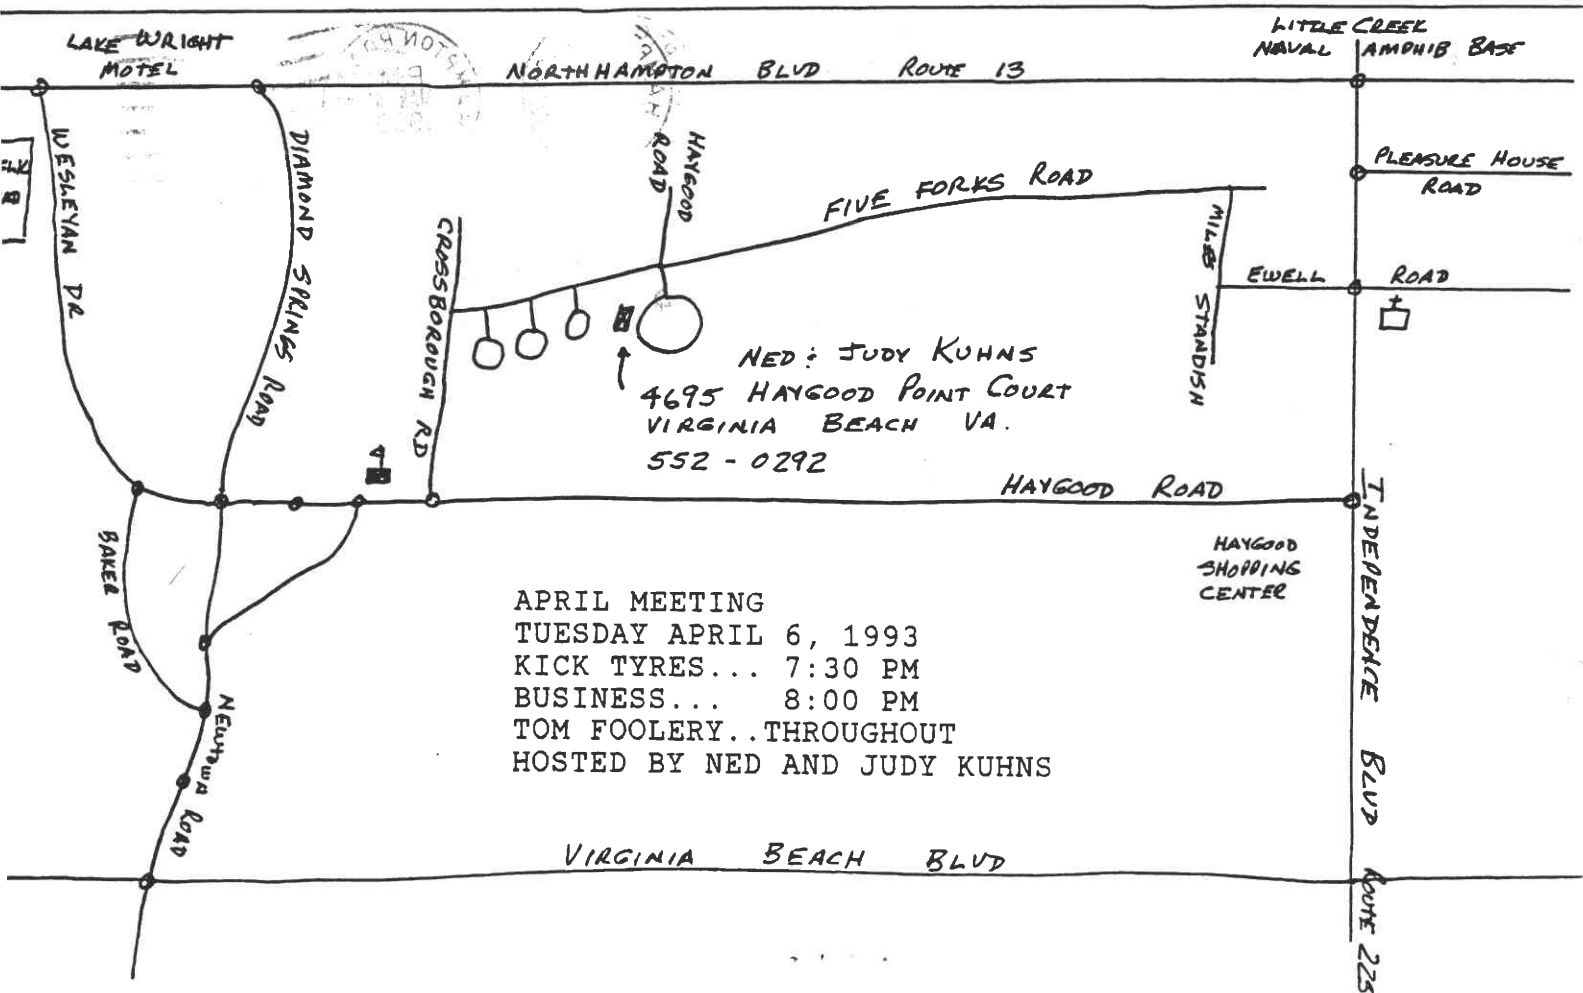 LAKE WRIGHT
MOTEL
NORTHHAMPTON BLVD ROUTE 13
LITTLE CREEK
NAVAL AMPHIB BASE
WESLEYAN DR
DIAMOND SPRINGS ROAD
HAYGOOD
ROAD
CROSSBOROUGH RD
FIVE FORKS ROAD
MILES STANDISH
PLEASURE HOUSE
ROAD
EWELL ROAD
NED & JUDY KUHNS
4695 HAYGOOD POINT COURT
VIRGINIA BEACH VA.
552-0292
HAYGOOD ROAD
HAYGOOD
SHOPPING
CENTER
INDEPENDENCE BLVD ROUTE 225
BAKER ROAD
NEWTOWN ROAD
APRIL MEETING
TUESDAY APRIL 6, 1993
KICK TYRES... 7:30 PM
BUSINESS... 8:00 PM
TOM FOOLERY..THROUGHOUT
HOSTED BY NED AND JUDY KUHNS
VIRGINIA BEACH BLVD